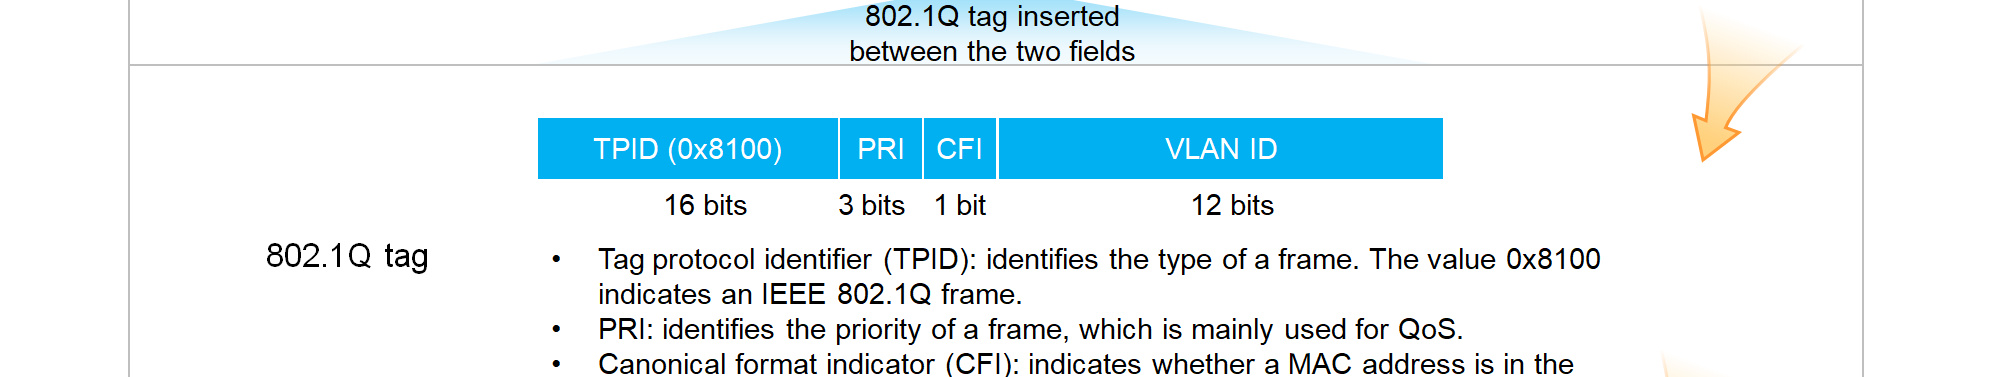 802.1Q tag inserted
between the two fields
TPID (0x8100) PRI CFI VLAN ID
16 bits 3 bits 1 bit 12 bits
802.1Q tag
• Tag protocol identifier (TPID): identifies the type of a frame. The value 0x8100
indicates an IEEE 802.1Q frame.
• PRI: identifies the priority of a frame, which is mainly used for QoS.
• Canonical format indicator (CFI): indicates whether a MAC address is in the